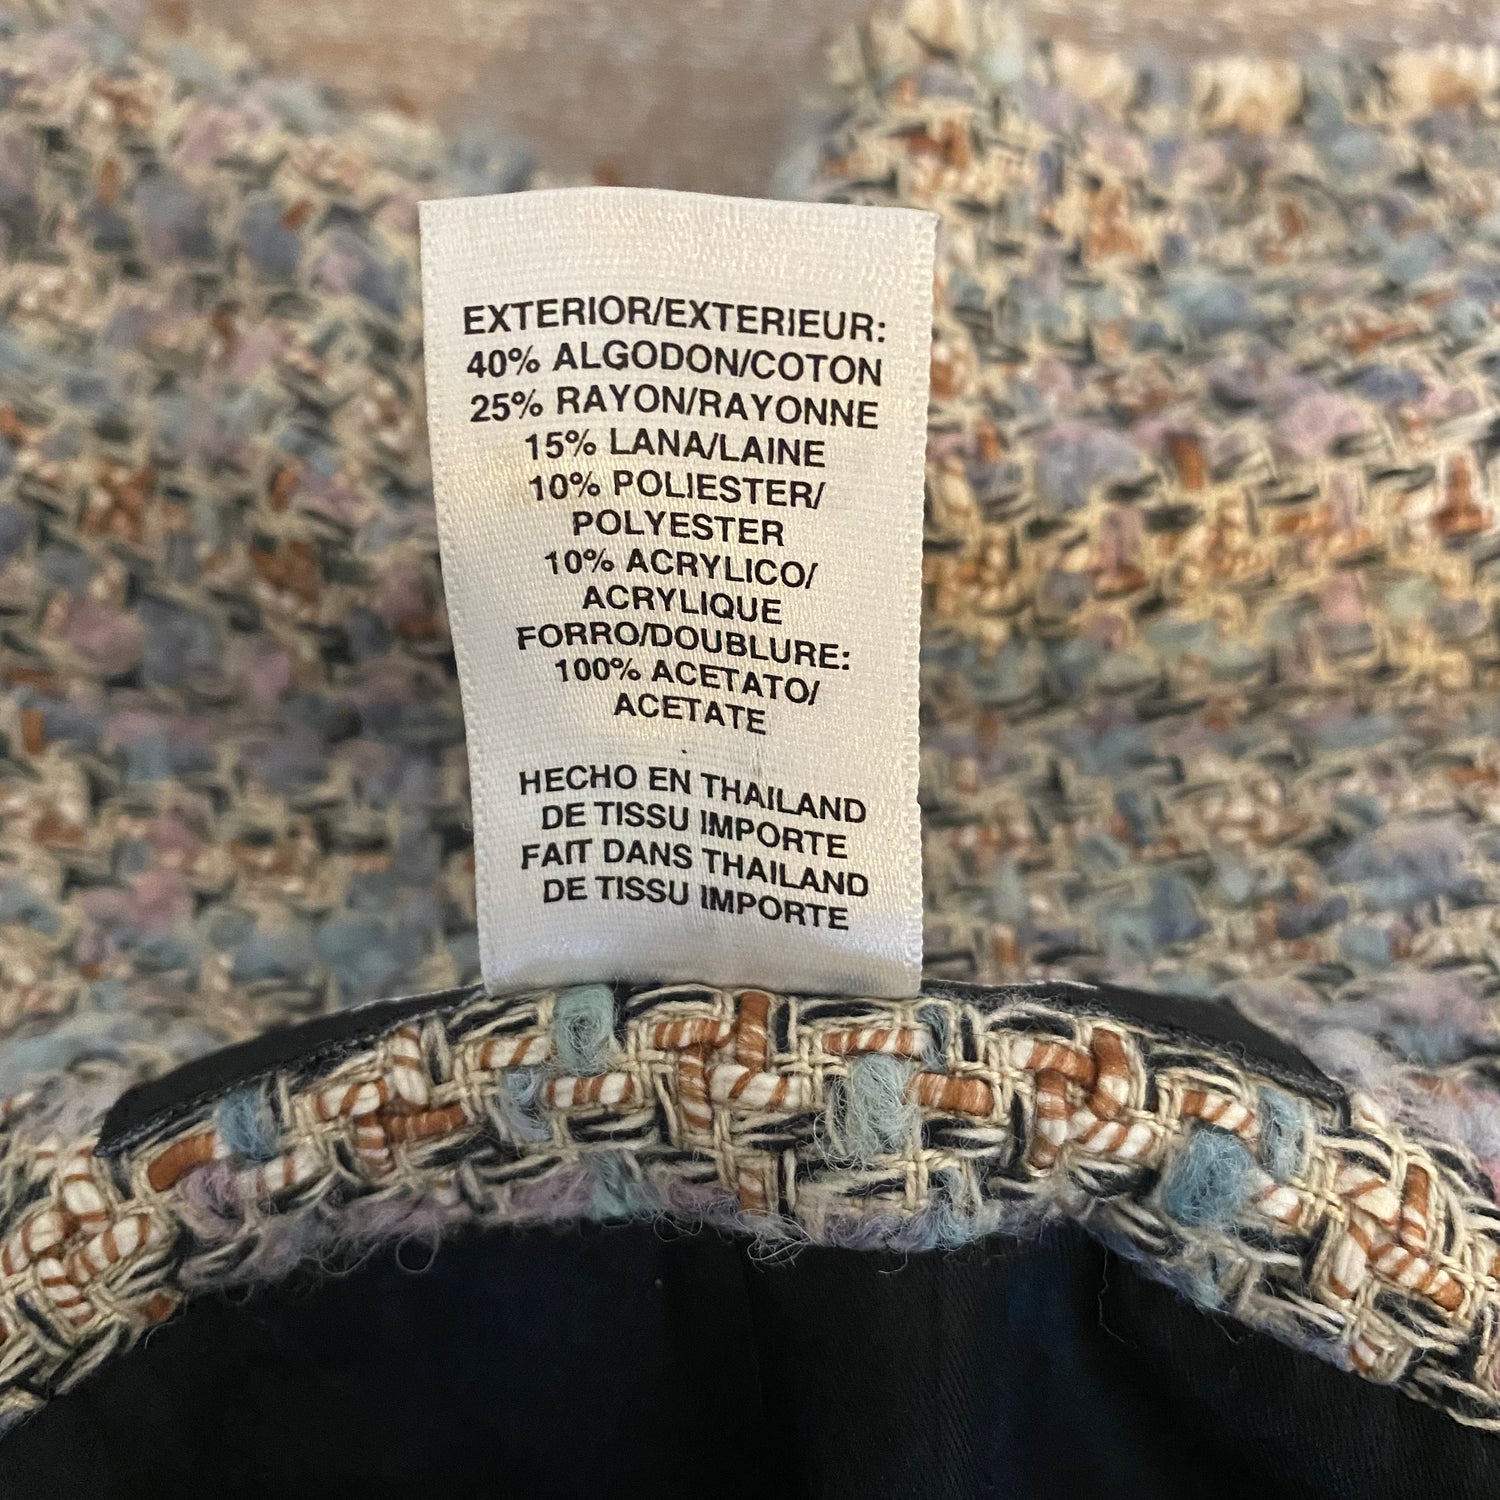 EXTERIOR/EXTERIEUR:
40% ALGODON/COTON
25% RAYON/RAYONNE
15% LANA/LAINE
10% POLIESTER/
POLYESTER
10% ACRYLICO/
ACRYLIQUE
FORRO/DOUBLURE:
100% ACETATO/
ACETATE
HECHO EN THAILAND
DE TISSU IMPORTE
FAIT DANS THAILAND
DE TISSU IMPORTE